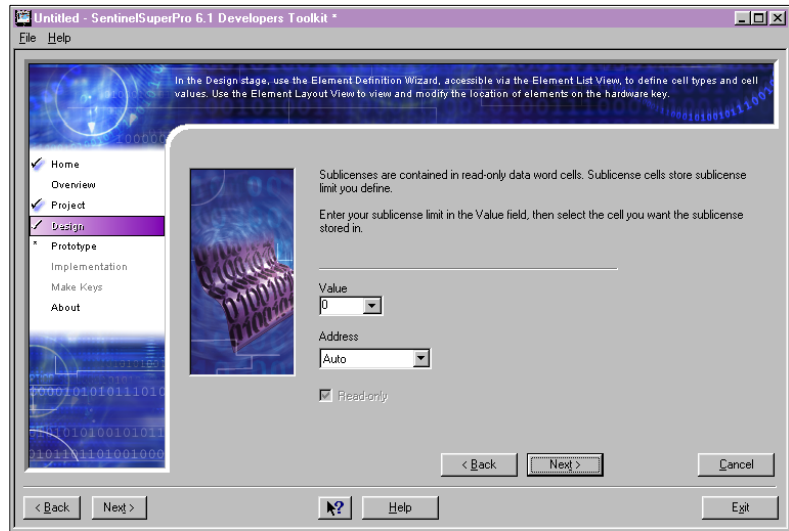 Untitled - SentinelSuperPro 6.1 Developers Toolkit *
File Help
In the Design stage, use the Element Definition Wizard, accessible via the Element List View, to define cell types and cell
values. Use the Element Layout View to view and modify the location of elements on the hardware key.
Home
Overview
Project
Design
* Prototype
Implementation
Make Keys
About
Sublicenses are contained in read-only data word cells. Sublicense cells store sublicense
limit you define.
Enter your sublicense limit in the Value field, then select the cell you want the sublicense
stored in.
Value
0
Address
Auto
Read-only
< Back Next > Cancel
< Back Next > Help Exit